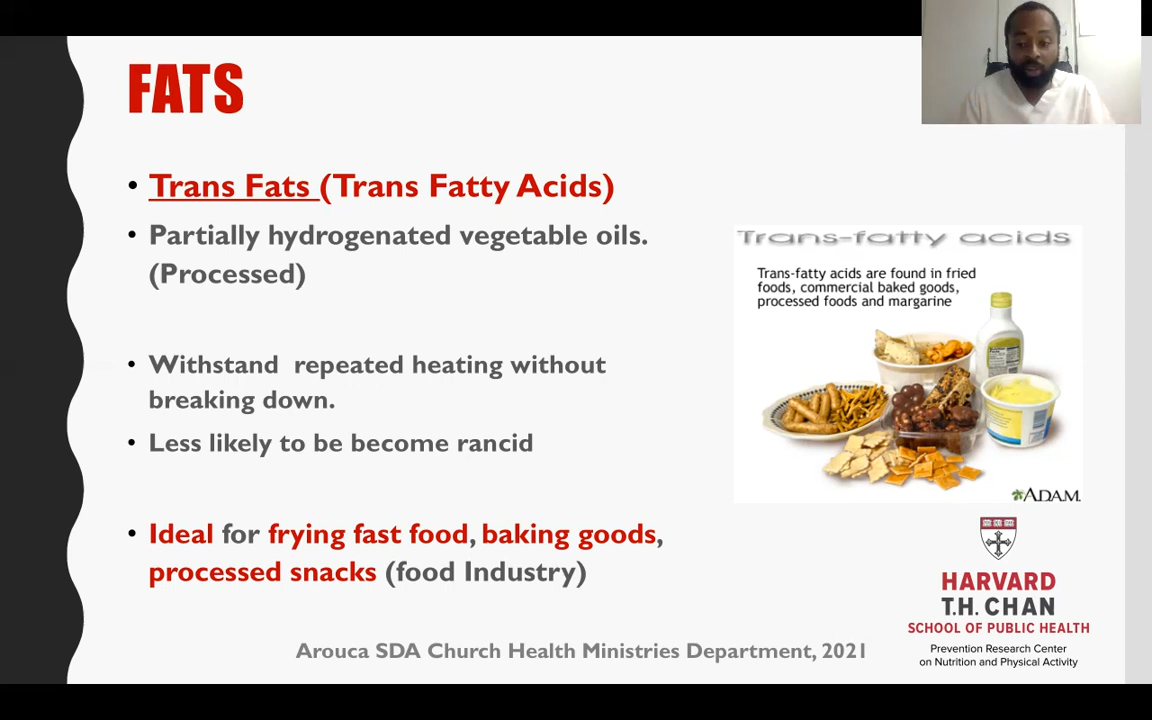 FATS
• Trans Fats (Trans Fatty Acids)
• Partially hydrogenated vegetable oils.
(Processed)
• Withstand repeated heating without
breaking down.
• Less likely to be become rancid
• Ideal for frying fast food, baking goods,
processed snacks (food Industry)
Trans-fatty acids
Trans-fatty acids are found in fried
foods, commercial baked goods,
processed foods and margarine
ADAM.
HARVARD
T.H. CHAN
SCHOOL OF PUBLIC HEALTH
Prevention Research Center
on Nutrition and Physical Activity
Arouca SDA Church Health Ministries Department, 2021